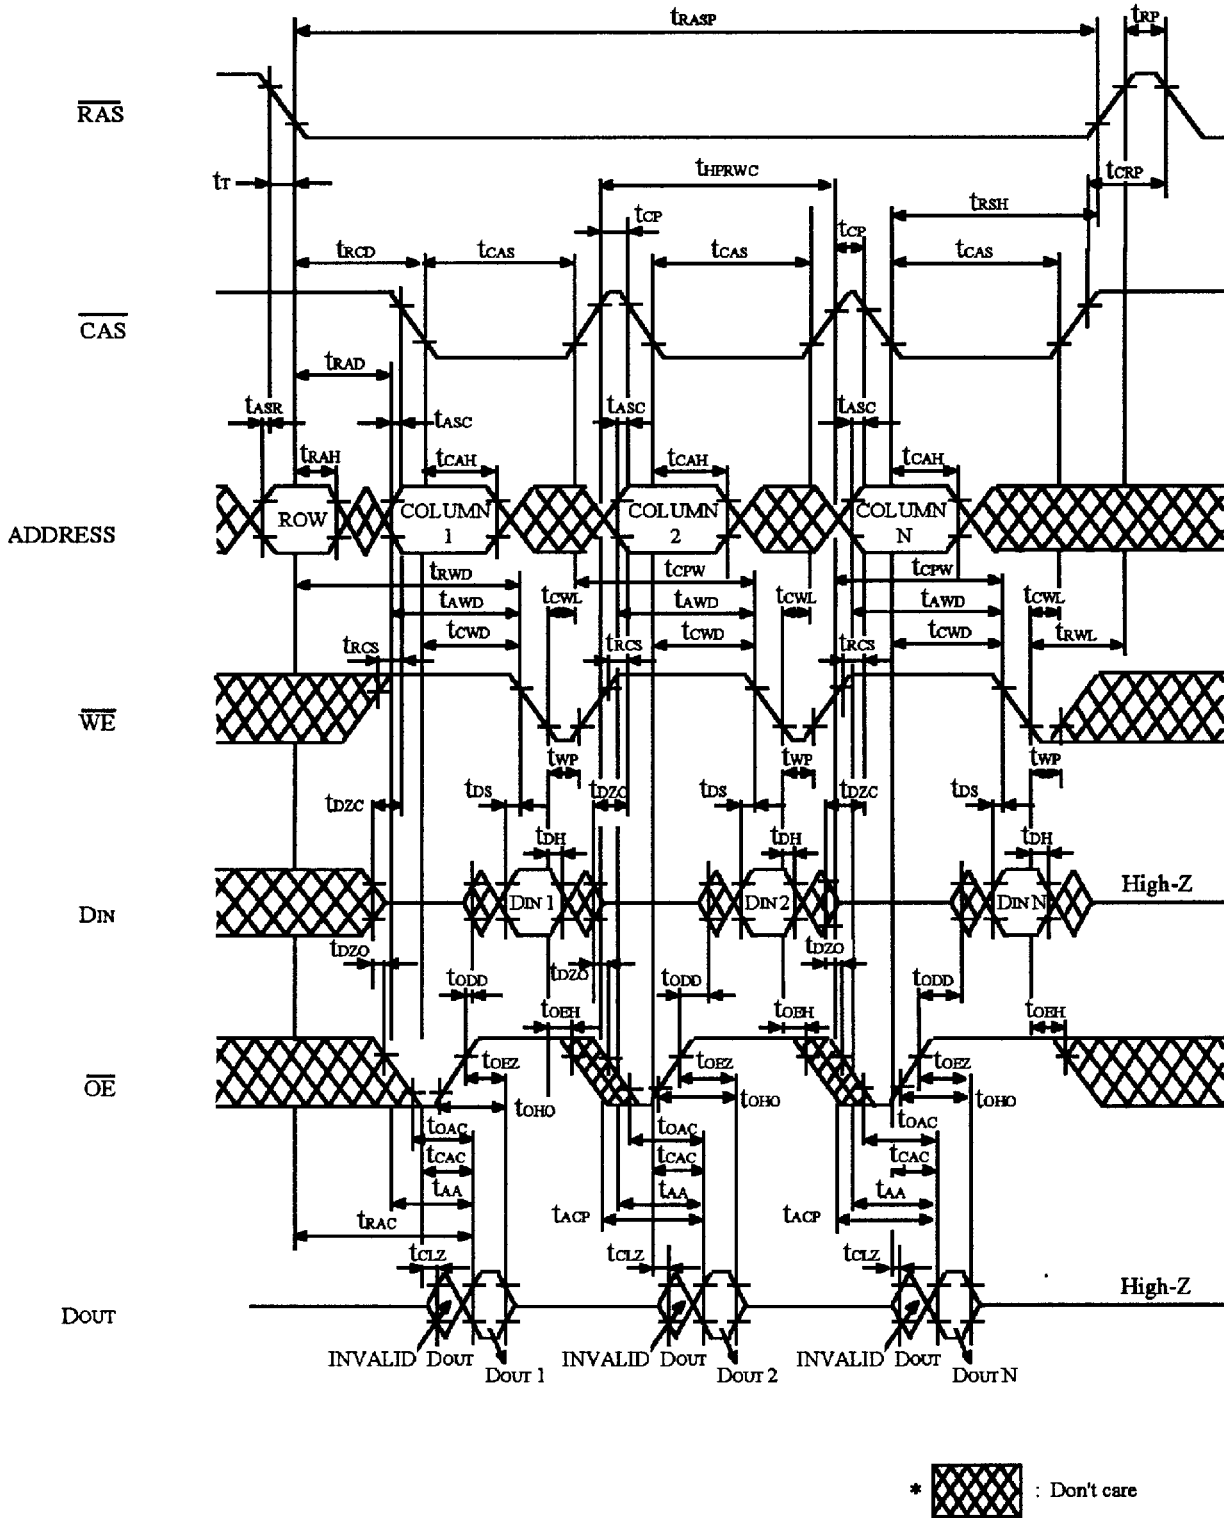 tRASP tRP
RAS
tT tHPRWC tCRP
tRSH
tCP tCP
tRCD tCAS tCAS tCAS
CAS
tRAD
tASR tASC tASC tASC
tRAH tCAH tCAH tCAH
ADDRESS ROW COLUMN 1 COLUMN 2 COLUMN N
tRWD tCPW tCPW
tAWD tCWL tAWD tCWL tAWD tCWL
tRCS tCWD tRCS tCWD tRCS tCWD tRWL
WE
tWP tWP tWP
tDZC tDS tDZC tDS tDZC tDS
tDH tDH tDH
DIN DIN 1 DIN 2 DIN N High-Z
tDZO tDZO tDZO
tODD tODD tODD
tOEH tOEH tOEH
OE tOEZ tOEZ tOEZ
tOHO tOHO tOHO
tOAC tOAC tOAC
tCAC tCAC tCAC
tAA tAA tAA
tRAC tACP tACP
tCLZ tCLZ tCLZ
DOUT High-Z
INVALID DOUT INVALID DOUT INVALID DOUT
DOUT 1 DOUT 2 DOUT N
* : Don't care